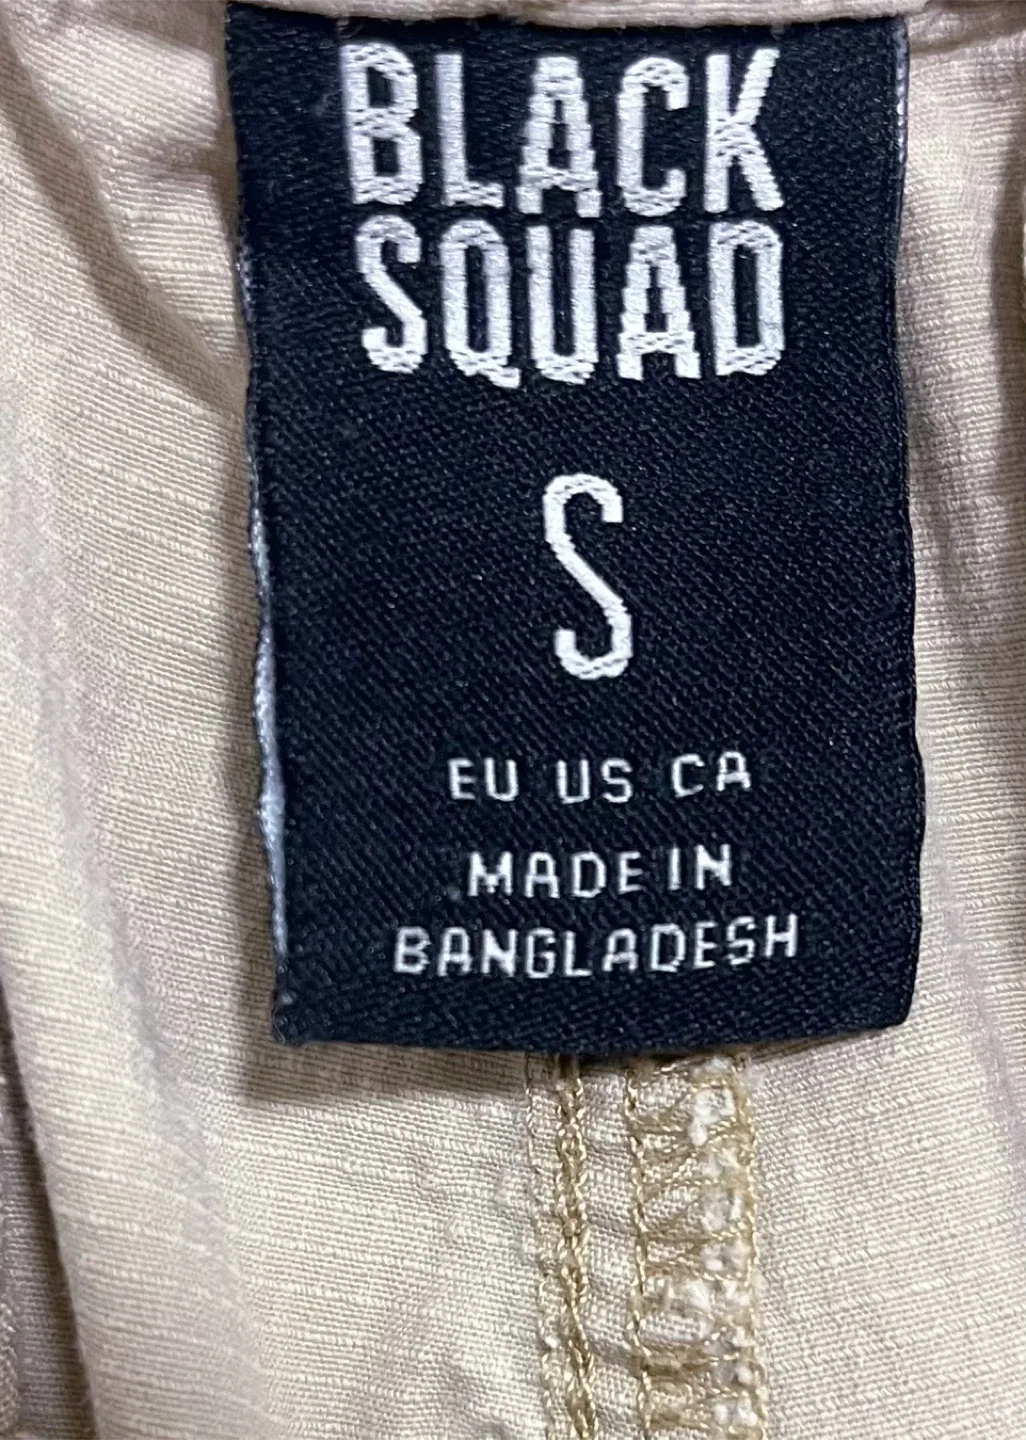 BLACK
SQUAD
S
EU US CA
MADE IN
BANGLADESH